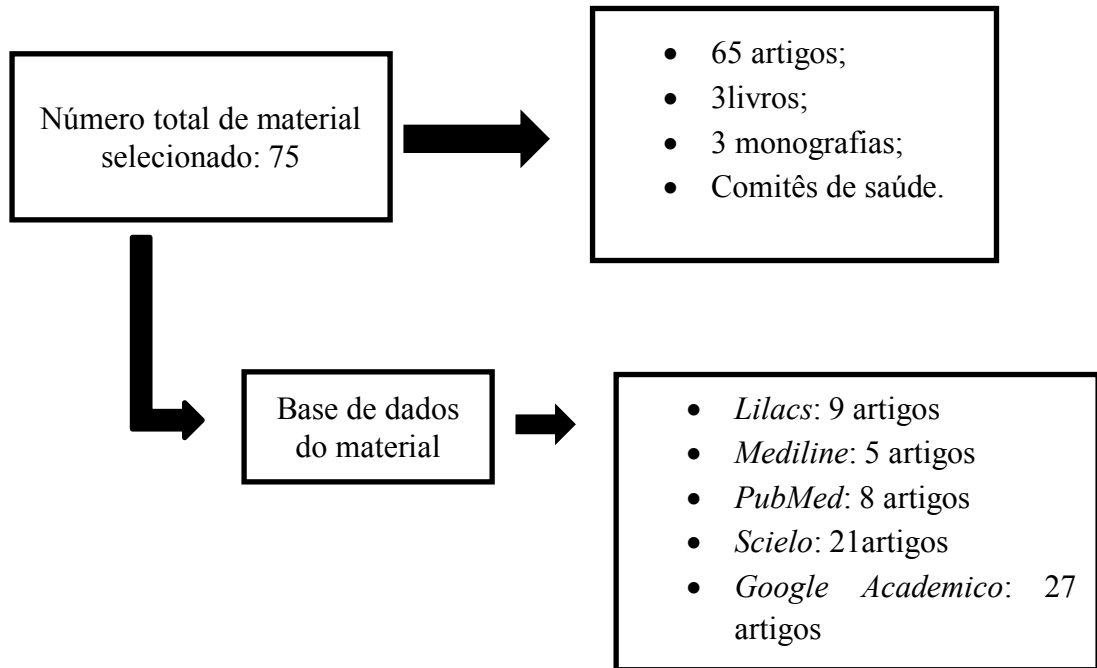 Número total de material
selecionado: 75
• 65 artigos;
• 3livros;
• 3 monografias;
• Comitês de saúde.
Base de dados
do material
• Lilacs: 9 artigos
• Mediline: 5 artigos
• PubMed: 8 artigos
• Scielo: 21artigos
• Google Academico: 27
artigos